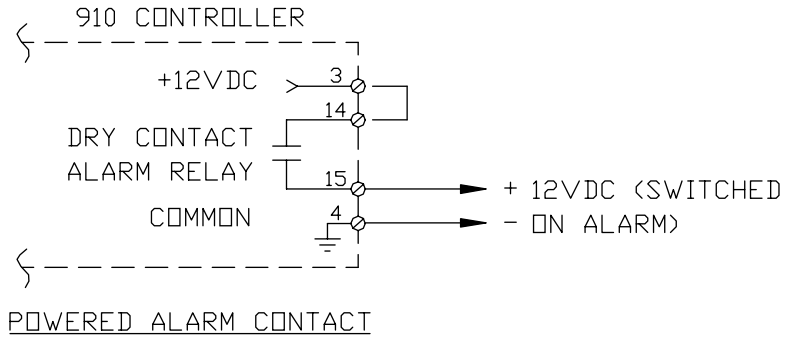 910 CONTROLLER
+12VDC
3
14
DRY CONTACT
ALARM RELAY
15
+ 12VDC (SWITCHED
COMMON
4
- ON ALARM)
POWERED ALARM CONTACT